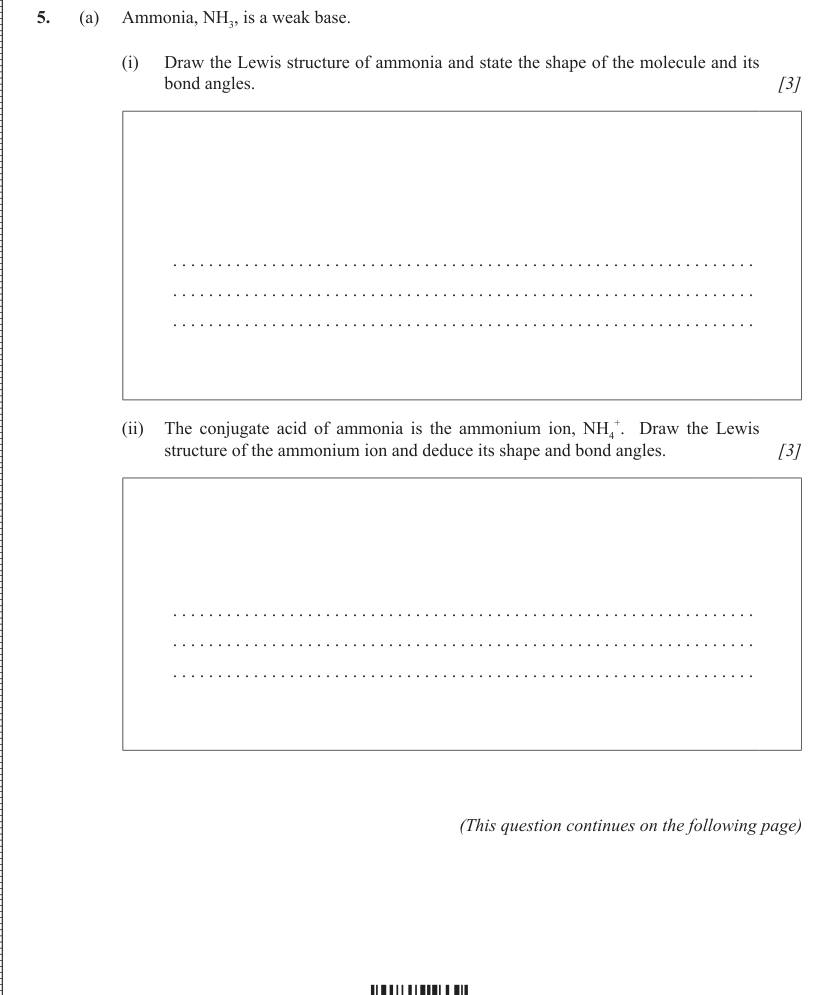 5. (a) Ammonia, NH₃, is a weak base.
(i) Draw the Lewis structure of ammonia and state the shape of the molecule and its
bond angles. [3]
(ii) The conjugate acid of ammonia is the ammonium ion, NH₄⁺. Draw the Lewis
structure of the ammonium ion and deduce its shape and bond angles. [3]
(This question continues on the following page)